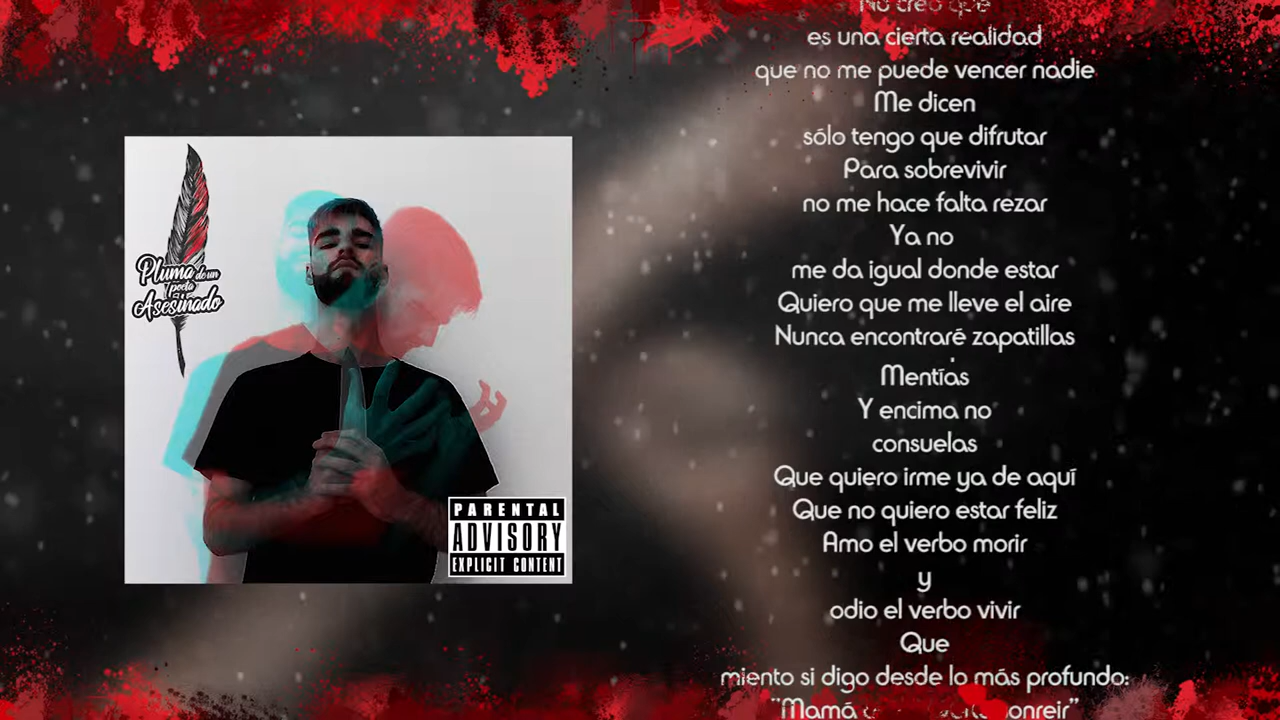 Pluma de un
poeta
Asesinado
PARENTAL
ADVISORY
EXPLICIT CONTENT
No creo que
es una cierta realidad
que no me puede vencer nadie
Me dicen
sólo tengo que difrutar
Para sobrevivir
no me hace falta rezar
Ya no
me da igual donde estar
Quiero que me lleve el aire
Nunca encontraré zapatillas
Mentías
Y encima no
consuelas
Que quiero irme ya de aquí
Que no quiero estar feliz
Amo el verbo morir
y
odio el verbo vivir
Que
miento si digo desde lo más profundo:
"Mamá